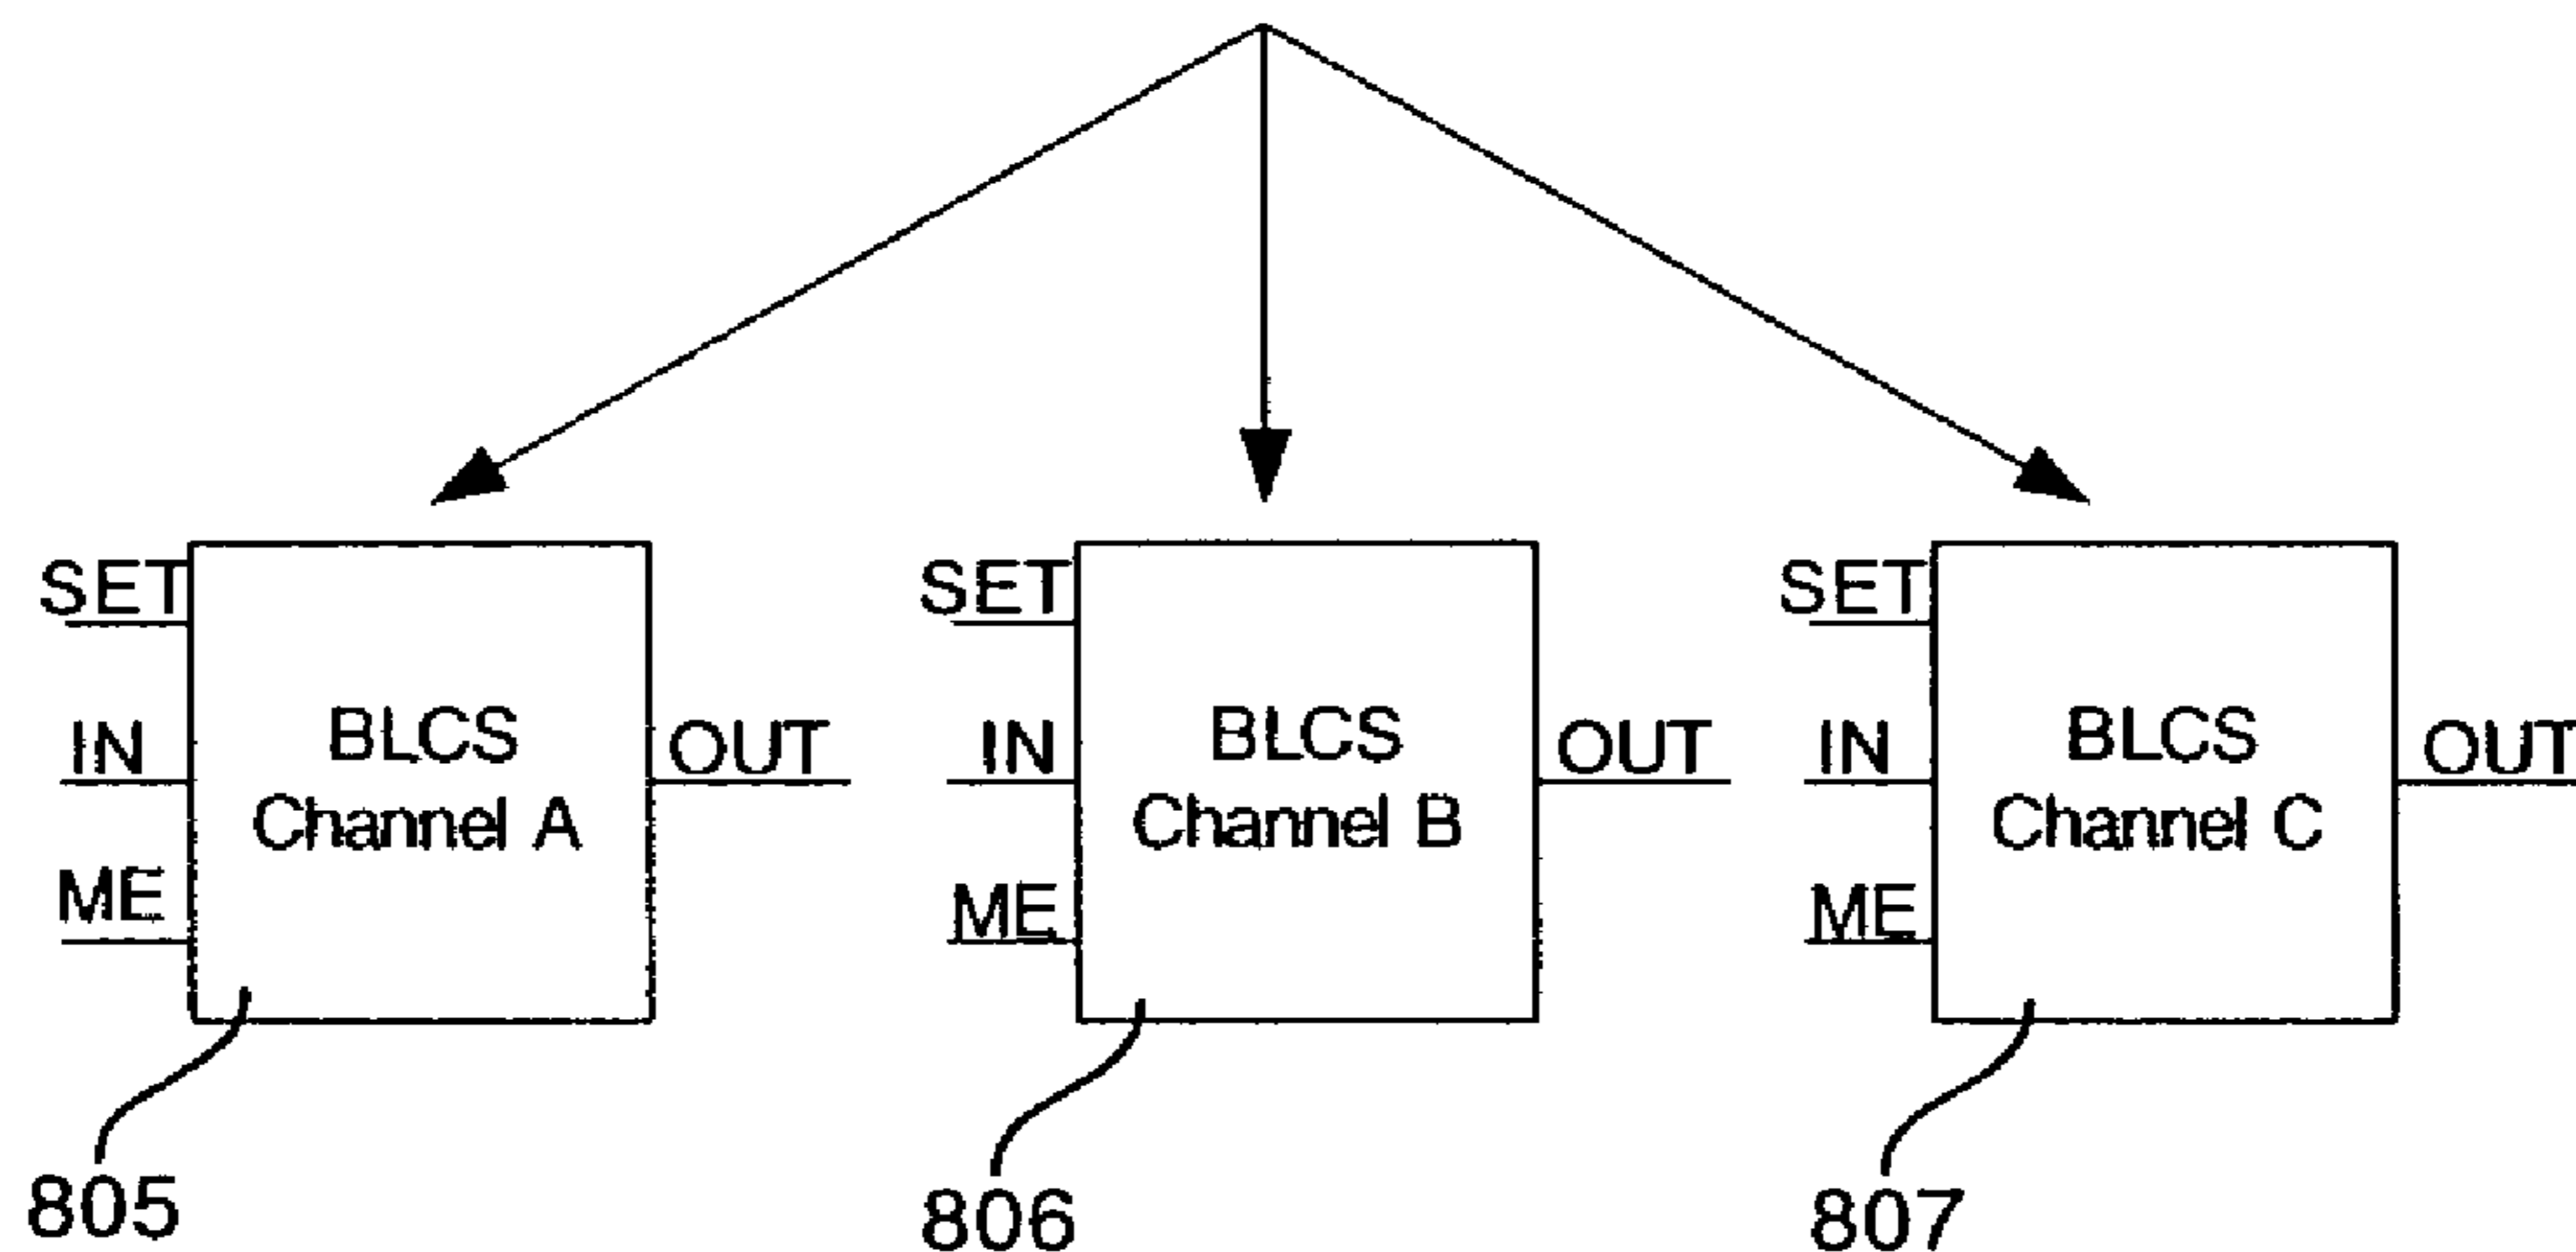 SET
IN
ME
BLCS
Channel A
OUT
805
SET
IN
ME
BLCS
Channel B
OUT
806
SET
IN
ME
BLCS
Channel C
OUT
807